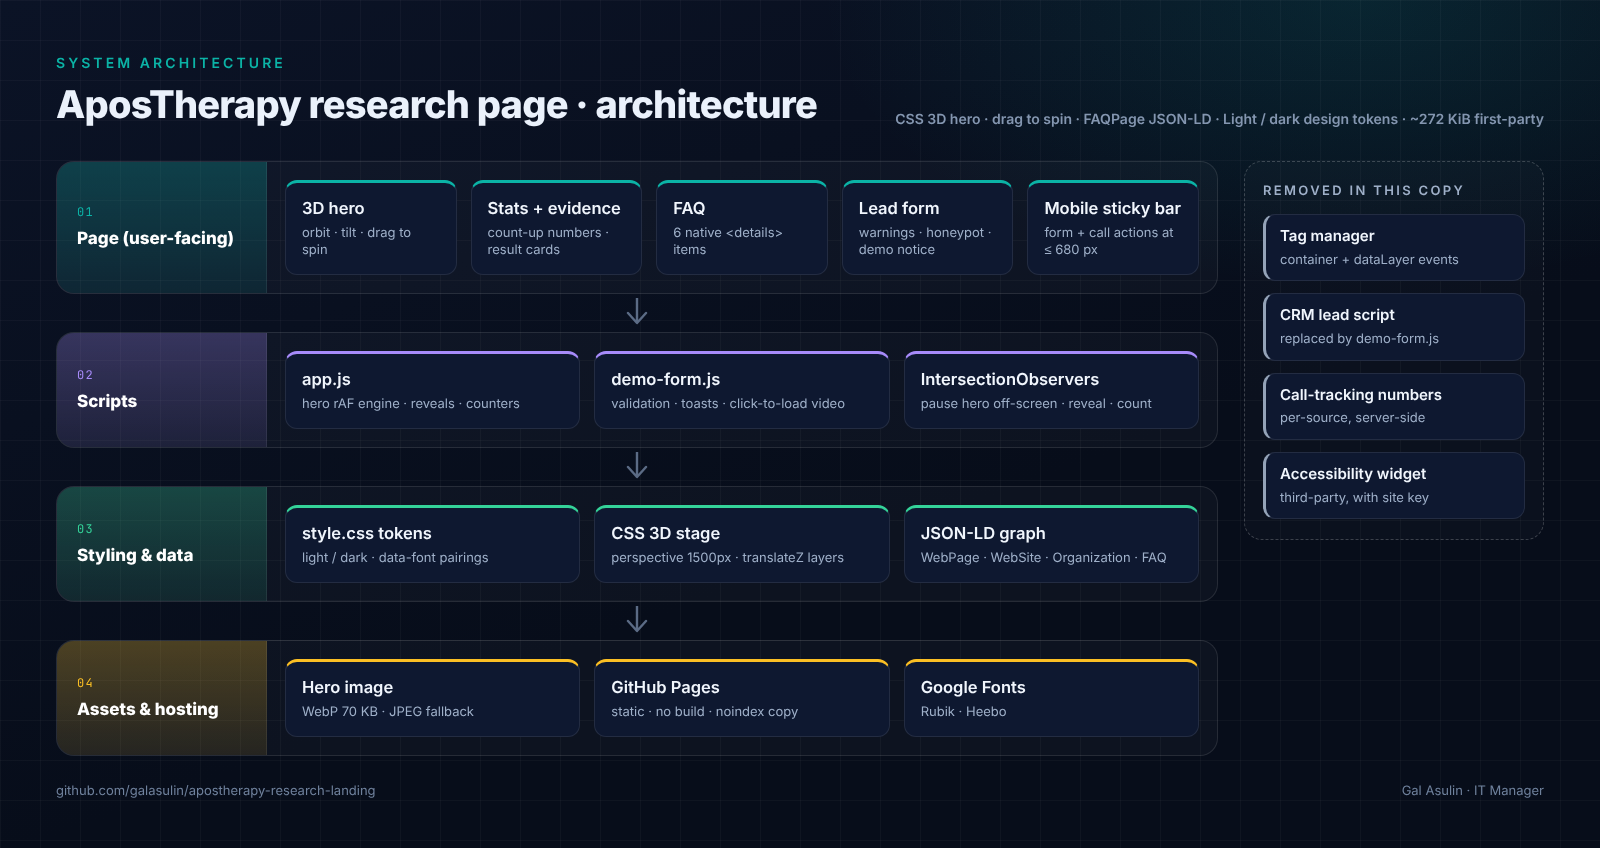 SYSTEM ARCHITECTURE
AposTherapy research page · architecture
CSS 3D hero · drag to spin · FAQPage JSON-LD · Light / dark design tokens · ~272 KiB first-party
01
Page (user-facing)
3D hero
orbit · tilt · drag to
spin
Stats + evidence
count-up numbers ·
result cards
FAQ
6 native <details>
items
Lead form
warnings · honeypot ·
demo notice
Mobile sticky bar
form + call actions at
≤ 680 px
02
Scripts
app.js
hero rAF engine · reveals · counters
demo-form.js
validation · toasts · click-to-load video
IntersectionObservers
pause hero off-screen · reveal · count
03
Styling & data
style.css tokens
light / dark · data-font pairings
CSS 3D stage
perspective 1500px · translateZ layers
JSON-LD graph
WebPage · WebSite · Organization · FAQ
04
Assets & hosting
Hero image
WebP 70 KB · JPEG fallback
GitHub Pages
static · no build · noindex copy
Google Fonts
Rubik · Heebo
REMOVED IN THIS COPY
Tag manager
container + dataLayer events
CRM lead script
replaced by demo-form.js
Call-tracking numbers
per-source, server-side
Accessibility widget
third-party, with site key
github.com/galasulin/apostherapy-research-landing
Gal Asulin · IT Manager